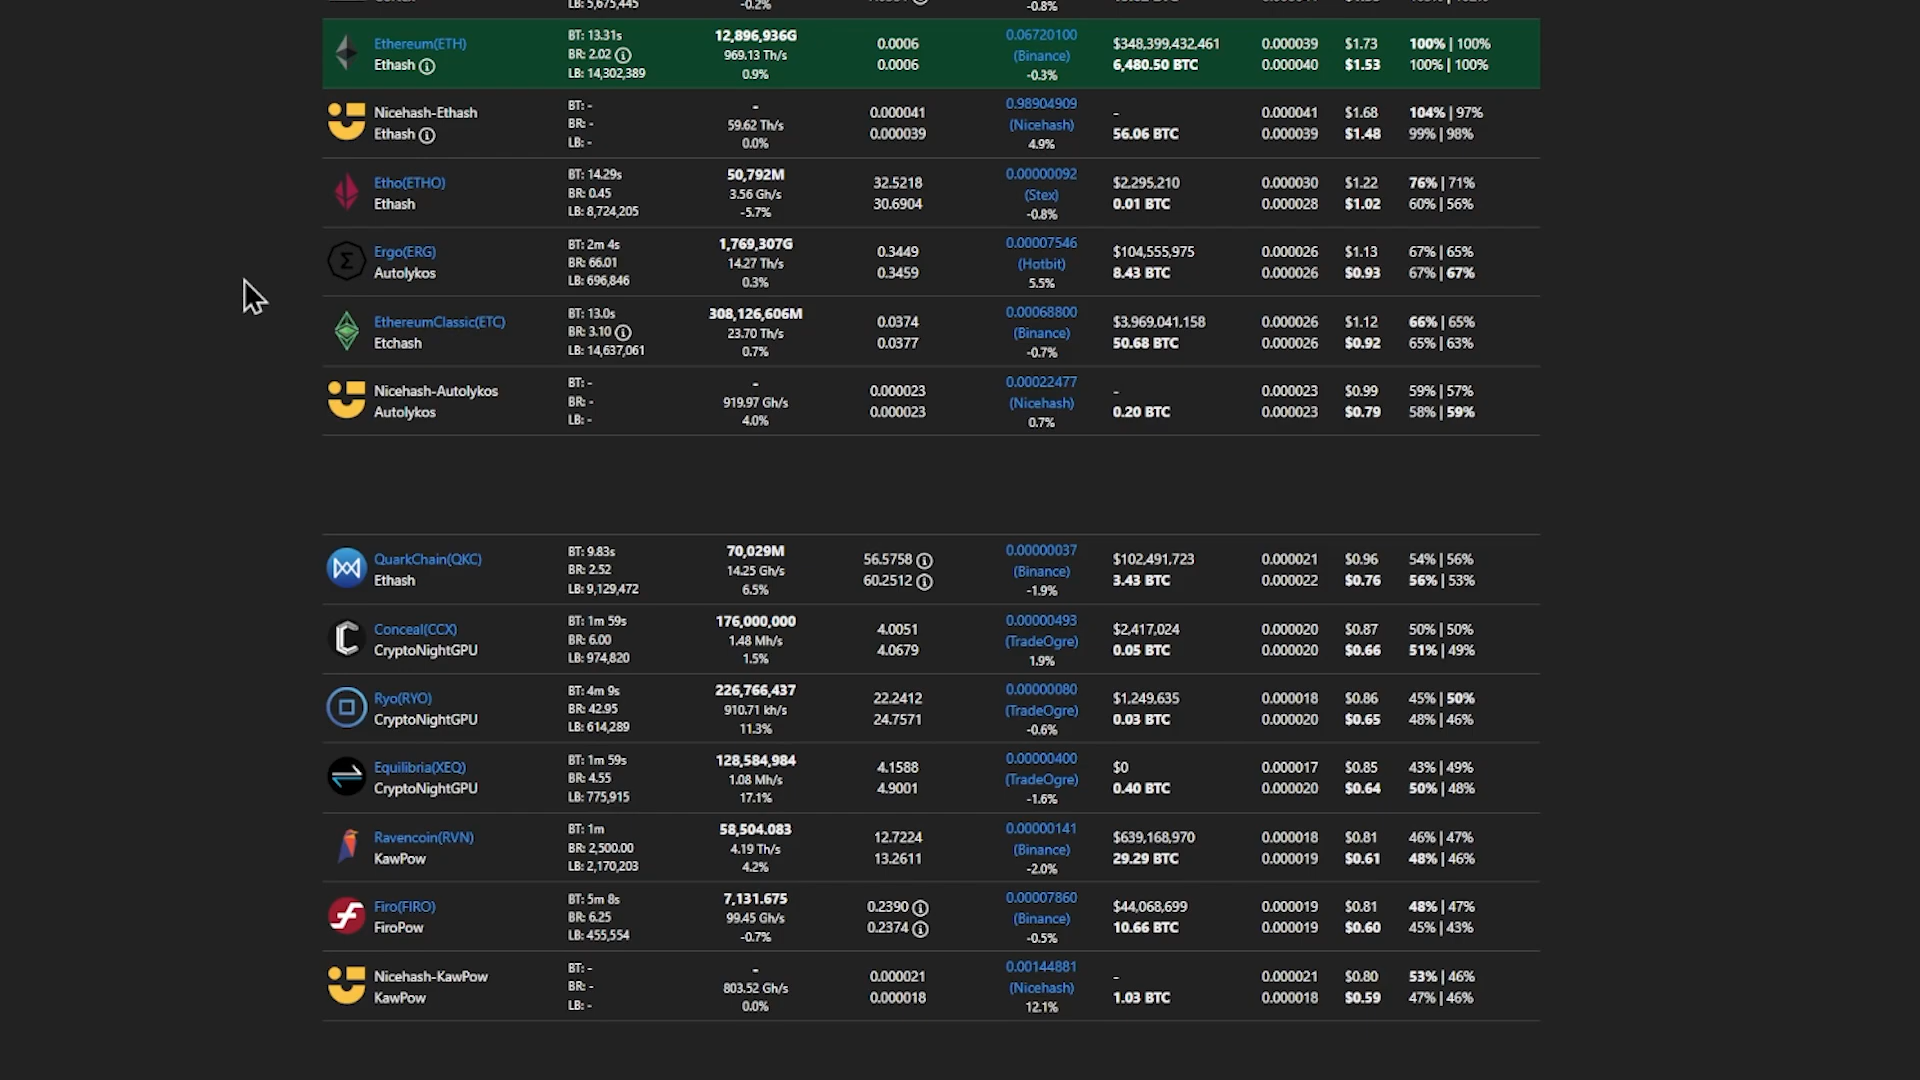 LB: 5,675,445
-0.2%
-0.8%
Ethereum(ETH)
Ethash
BT: 13.31s
BR: 2.02
LB: 14,302,389
12,896,936G
969.13 Th/s
0.9%
0.0006
0.0006
0.06720100
(Binance)
-0.3%
$348,399,432,461
6,480.50 BTC
0.000039
0.000040
$1.73
$1.53
100% | 100%
100% | 100%
Nicehash-Ethash
Ethash
BT: -
BR: -
LB: -
-
59.62 Th/s
0.0%
0.000041
0.000039
0.98904909
(Nicehash)
4.9%
-
56.06 BTC
0.000041
0.000039
$1.68
$1.48
104% | 97%
99% | 98%
Etho(ETHO)
Ethash
BT: 14.29s
BR: 0.45
LB: 8,724,205
50,792M
3.56 Gh/s
-5.7%
32.5218
30.6904
0.00000092
(Stex)
-0.8%
$2,295,210
0.01 BTC
0.000030
0.000028
$1.22
$1.02
76% | 71%
60% | 56%
Ergo(ERG)
Autolykos
BT: 2m 4s
BR: 66.01
LB: 696,846
1,769,307G
14.27 Th/s
0.3%
0.3449
0.3459
0.00007546
(Hotbit)
5.5%
$104,555,975
8.43 BTC
0.000026
0.000026
$1.13
$0.93
67% | 65%
67% | 67%
EthereumClassic(ETC)
Etchash
BT: 13.0s
BR: 3.10
LB: 14,637,061
308,126,606M
23.70 Th/s
0.7%
0.0374
0.0377
0.00068800
(Binance)
-0.7%
$3,969,041,158
50.68 BTC
0.000026
0.000026
$1.12
$0.92
66% | 65%
65% | 63%
Nicehash-Autolykos
Autolykos
BT: -
BR: -
LB: -
-
919.97 Gh/s
4.0%
0.000023
0.000023
0.00022477
(Nicehash)
0.7%
-
0.20 BTC
0.000023
0.000023
$0.99
$0.79
59% | 57%
58% | 59%
QuarkChain(QKC)
Ethash
BT: 9.83s
BR: 2.52
LB: 9,129,472
70,029M
14.25 Gh/s
6.5%
56.5758
60.2512
0.00000037
(Binance)
-1.9%
$102,491,723
3.43 BTC
0.000021
0.000022
$0.96
$0.76
54% | 56%
56% | 53%
Conceal(CCX)
CryptoNightGPU
BT: 1m 59s
BR: 6.00
LB: 974,820
176,000,000
1.48 Mh/s
1.5%
4.0051
4.0679
0.00000493
(TradeOgre)
1.9%
$2,417,024
0.05 BTC
0.000020
0.000020
$0.87
$0.66
50% | 50%
51% | 49%
Ryo(RYO)
CryptoNightGPU
BT: 4m 9s
BR: 42.95
LB: 614,289
226,766,437
910.71 kh/s
11.3%
22.2412
24.7571
0.00000080
(TradeOgre)
-0.6%
$1,249,635
0.03 BTC
0.000018
0.000020
$0.86
$0.65
45% | 50%
48% | 46%
Equilibria(XEQ)
CryptoNightGPU
BT: 1m 59s
BR: 4.55
LB: 775,915
128,584,984
1.08 Mh/s
17.1%
4.1588
4.9001
0.00000400
(TradeOgre)
-1.6%
$0
0.40 BTC
0.000017
0.000020
$0.85
$0.64
43% | 49%
50% | 48%
Ravencoin(RVN)
KawPow
BT: 1m
BR: 2,500.00
LB: 2,170,203
58,504.083
4.19 Th/s
4.2%
12.7224
13.2611
0.00000141
(Binance)
-2.0%
$639,168,970
29.29 BTC
0.000018
0.000019
$0.81
$0.61
46% | 47%
48% | 46%
Firo(FIRO)
FiroPow
BT: 5m 8s
BR: 6.25
LB: 455,554
7,131.675
99.45 Gh/s
-0.7%
0.2390
0.2374
0.00007860
(Binance)
-0.5%
$44,068,699
10.66 BTC
0.000019
0.000019
$0.81
$0.60
48% | 47%
45% | 43%
Nicehash-KawPow
KawPow
BT: -
BR: -
LB: -
-
803.52 Gh/s
0.0%
0.000021
0.000018
0.00144881
(Nicehash)
12.1%
-
1.03 BTC
0.000021
0.000018
$0.80
$0.59
53% | 46%
47% | 46%